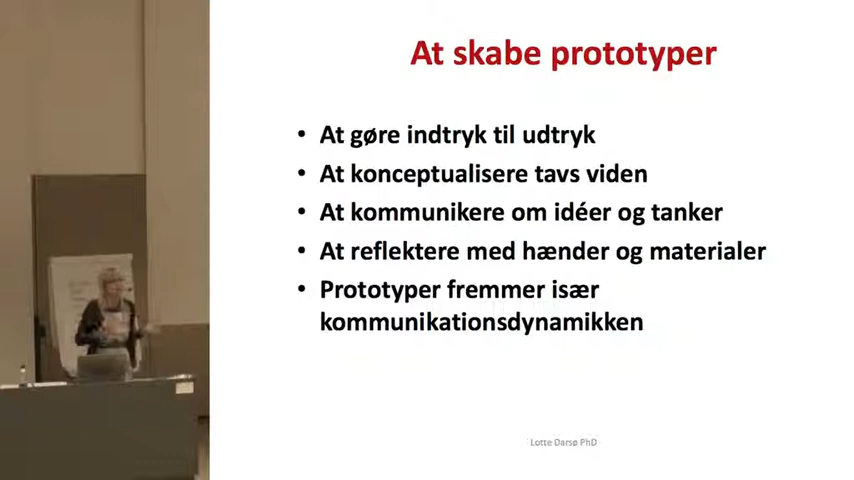 At skabe prototyper
• At gøre indtryk til udtryk
• At konceptualisere tavs viden
• At kommunikere om idéer og tanker
• At reflektere med hænder og materialer
• Prototyper fremmer især
kommunikationsdynamikken
Lotte Darsø PhD